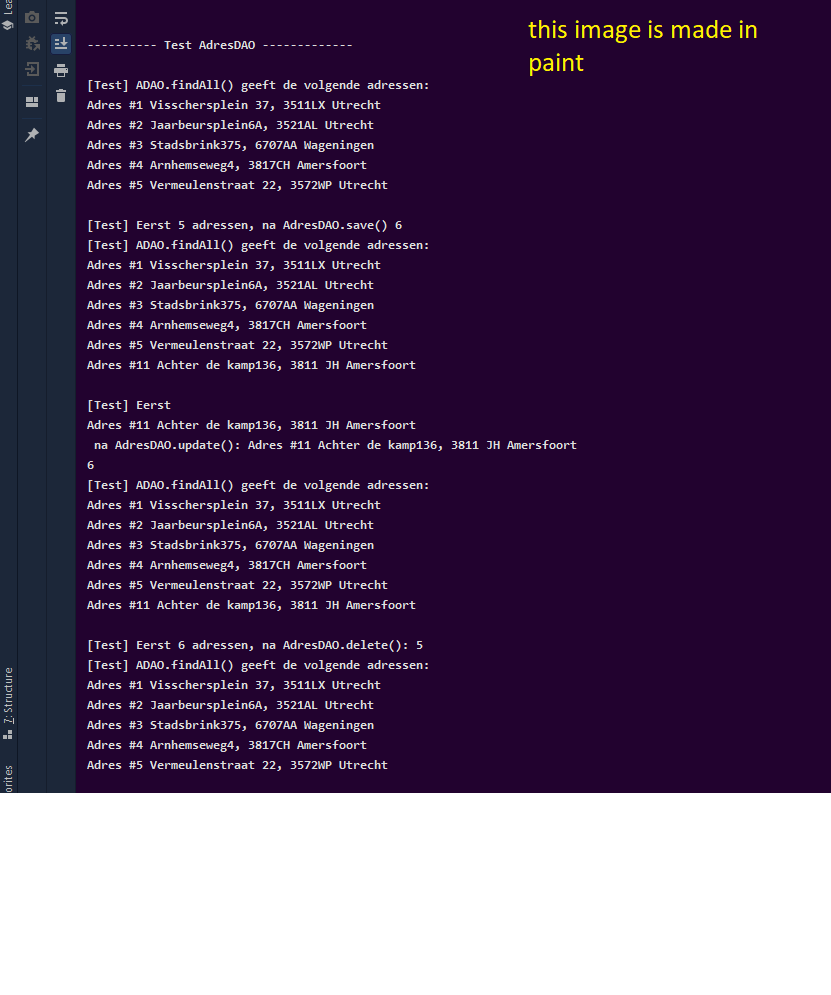 Lea
this image is made in
paint
---------- Test AdresDAO -------------
[Test] ADAO.findAll() geeft de volgende adressen:
Adres #1 Visschersplein 37, 3511LX Utrecht
Adres #2 Jaarbeursplein6A, 3521AL Utrecht
Adres #3 Stadsbrink375, 6707AA Wageningen
Adres #4 Arnhemseweg4, 3817CH Amersfoort
Adres #5 Vermeulenstraat 22, 3572WP Utrecht
[Test] Eerst 5 adressen, na AdresDAO.save() 6
[Test] ADAO.findAll() geeft de volgende adressen:
Adres #1 Visschersplein 37, 3511LX Utrecht
Adres #2 Jaarbeursplein6A, 3521AL Utrecht
Adres #3 Stadsbrink375, 6707AA Wageningen
Adres #4 Arnhemseweg4, 3817CH Amersfoort
Adres #5 Vermeulenstraat 22, 3572WP Utrecht
Adres #11 Achter de kamp136, 3811 JH Amersfoort
[Test] Eerst
Adres #11 Achter de kamp136, 3811 JH Amersfoort
 na AdresDAO.update(): Adres #11 Achter de kamp136, 3811 JH Amersfoort
6
[Test] ADAO.findAll() geeft de volgende adressen:
Adres #1 Visschersplein 37, 3511LX Utrecht
Adres #2 Jaarbeursplein6A, 3521AL Utrecht
Adres #3 Stadsbrink375, 6707AA Wageningen
Adres #4 Arnhemseweg4, 3817CH Amersfoort
Adres #5 Vermeulenstraat 22, 3572WP Utrecht
Adres #11 Achter de kamp136, 3811 JH Amersfoort
[Test] Eerst 6 adressen, na AdresDAO.delete(): 5
[Test] ADAO.findAll() geeft de volgende adressen:
Adres #1 Visschersplein 37, 3511LX Utrecht
Adres #2 Jaarbeursplein6A, 3521AL Utrecht
Adres #3 Stadsbrink375, 6707AA Wageningen
Adres #4 Arnhemseweg4, 3817CH Amersfoort
Adres #5 Vermeulenstraat 22, 3572WP Utrecht
7: Structure
orites